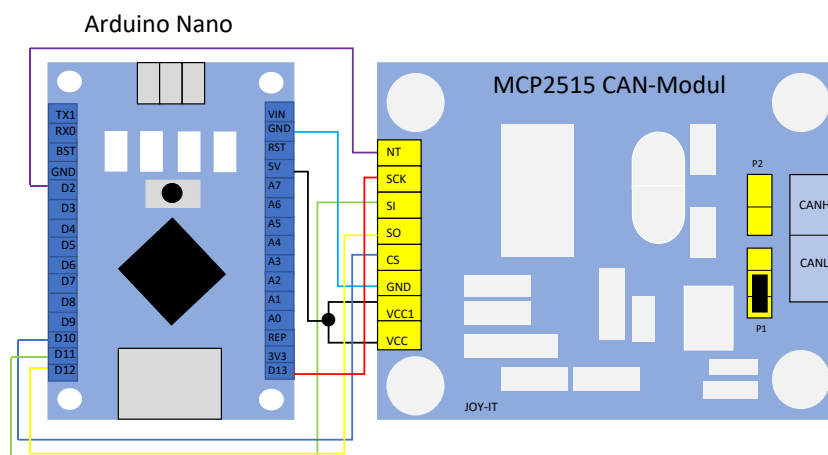 Arduino Nano
MCP2515 CAN-Modul
TX1
RX0
BST
GND
D2
D3
D4
D5
D6
D7
D8
D9
D10
D11
D12
VIN
GND
RST
5V
A7
A6
A5
A4
A3
A2
A1
A0
REP
3V3
D13
NT
SCK
SI
SO
CS
GND
VCC1
VCC
P2
CANH
CANL
P1
JOY-IT